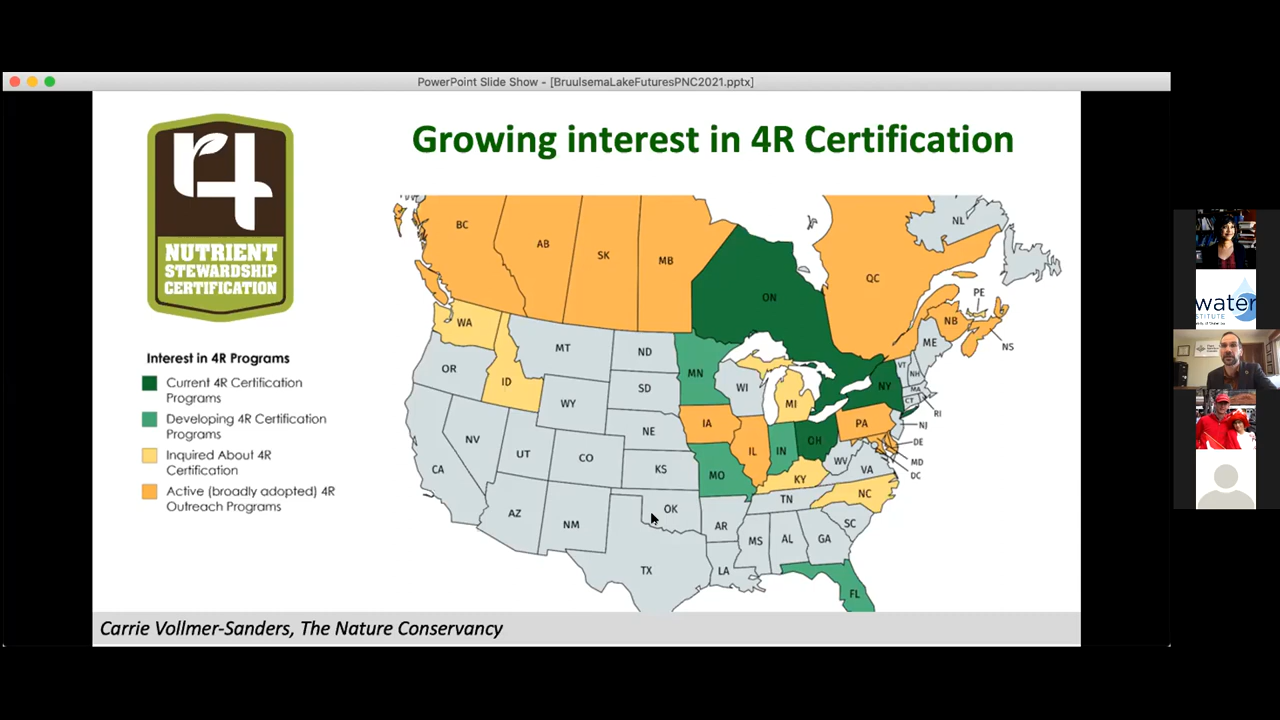 PowerPoint Slide Show - [BruulsemaLakeFuturesPNC2021.pptx]
Growing interest in 4R Certification
r4
NUTRIENT
STEWARDSHIP
CERTIFICATION
Interest in 4R Programs
Current 4R Certification
Programs
Developing 4R Certification
Programs
Inquired About 4R
Certification
Active (broadly adopted) 4R
Outreach Programs
BC
AB
SK
MB
ON
QC
NL
PE
NB
NS
WA
MT
ND
MN
OR
ID
SD
WI
MI
NY
ME
VT
NH
MA
CT
RI
WY
NE
IA
IL
IN
OH
PA
NJ
DE
MD
DC
NV
UT
CO
KS
MO
KY
WV
VA
CA
AZ
NM
OK
AR
TN
NC
SC
TX
LA
MS
AL
GA
FL
Carrie Vollmer-Sanders, The Nature Conservancy
water